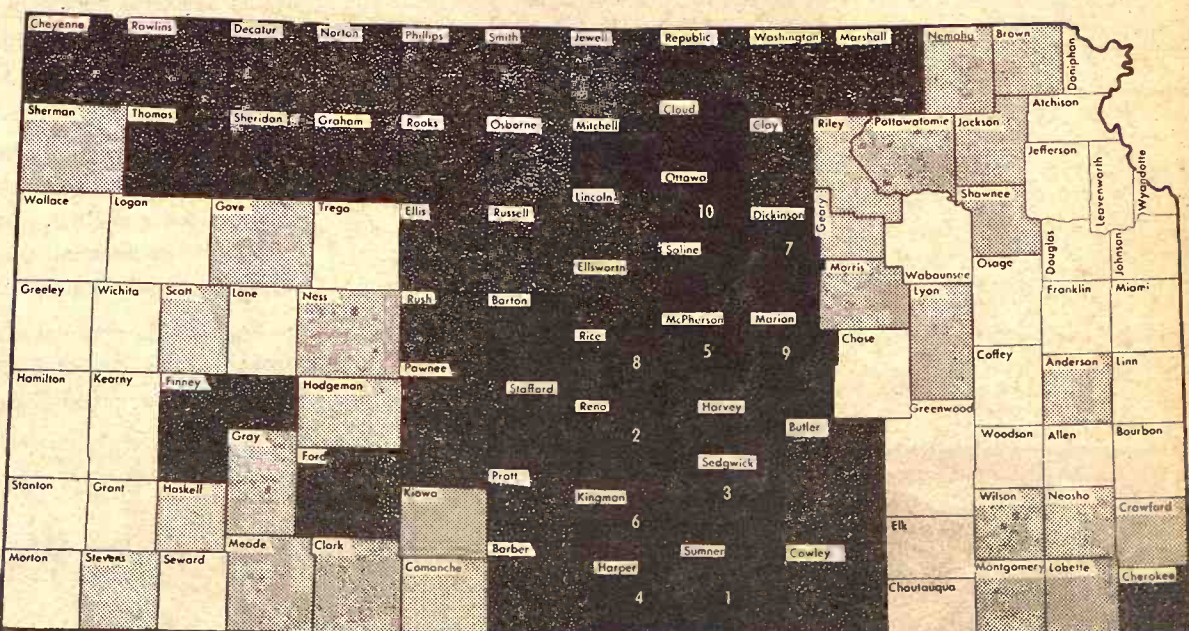 Cheyenne
Rawlins
Decatur
Norton
Phillips
Smith
Jewell
Republic
Washington
Marshall
Nemaha
Brown
Doniphan
Sherman
Thomas
Sheridan
Graham
Rooks
Osborne
Mitchell
Cloud
Clay
Riley
Pottawatomie
Jackson
Atchison
Jefferson
Leavenworth
Wyandotte
Wallace
Logan
Gove
Trego
Ellis
Russell
Lincoln
Ottawa
10
Dickinson
7
Geary
Shawnee
Douglas
Johnson
Ellsworth
Saline
Morris
Wabaunsee
Osage
Greeley
Wichita
Scott
Lane
Ness
Rush
Barton
Rice
8
McPherson
5
Marion
9
Chase
Lyon
Franklin
Miami
Coffey
Anderson
Linn
Hamilton
Kearny
Finney
Hodgeman
Pawnee
Stafford
Reno
2
Harvey
Butler
Greenwood
Woodson
Allen
Bourbon
Gray
Ford
Stanton
Grant
Haskell
Kiowa
Pratt
Kingman
6
Sedgwick
3
Elk
Wilson
Neosho
Crawford
Morton
Stevens
Seward
Meade
Clark
Comanche
Barber
Harper
4
Sumner
1
Cowley
Chautauqua
Montgomery
Labette
Cherokee